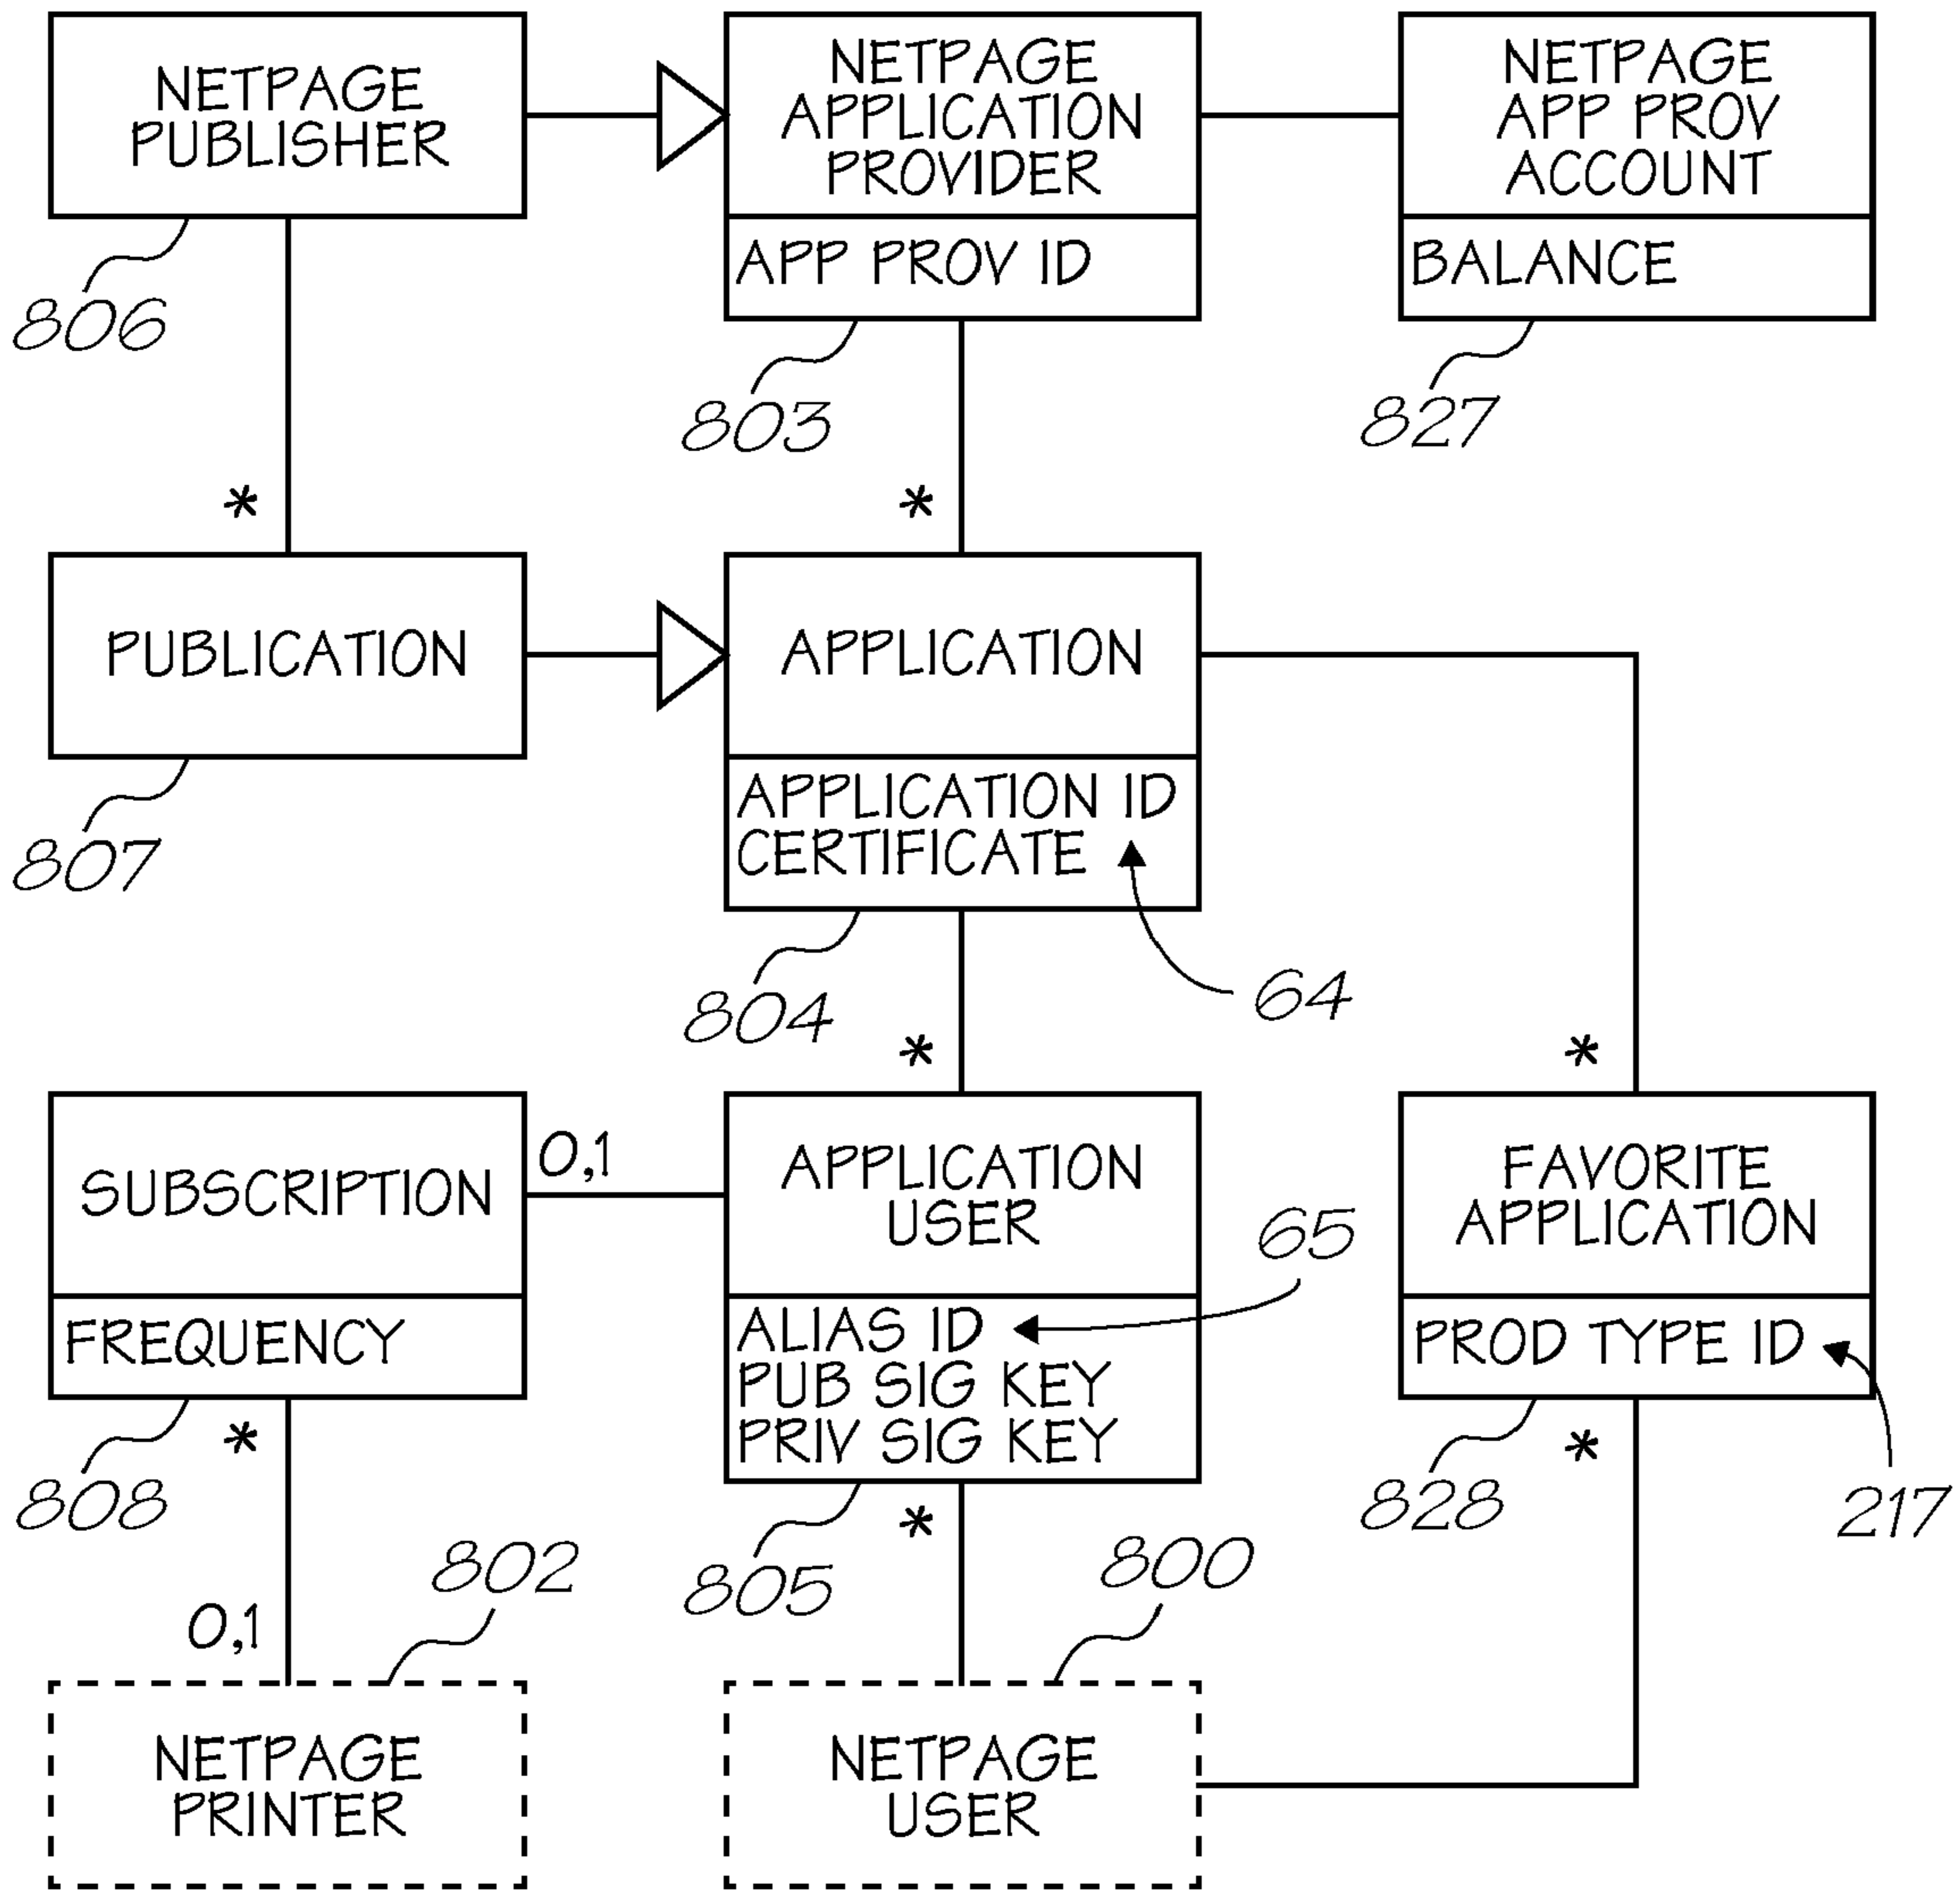 NETPAGE
PUBLISHER
NETPAGE
APPLICATION
PROVIDER
APP PROV ID
NETPAGE
APP PROV
ACCOUNT
BALANCE
806
803
827
*
*
PUBLICATION
APPLICATION
APPLICATION ID
CERTIFICATE
807
804
64
*
*
SUBSCRIPTION
FREQUENCY
0,1
APPLICATION
USER
ALIAS ID
PUB SIG KEY
PRIV SIG KEY
65
FAVORITE
APPLICATION
PROD TYPE ID
808
*
802
805
*
800
828
*
217
0,1
NETPAGE
PRINTER
NETPAGE
USER